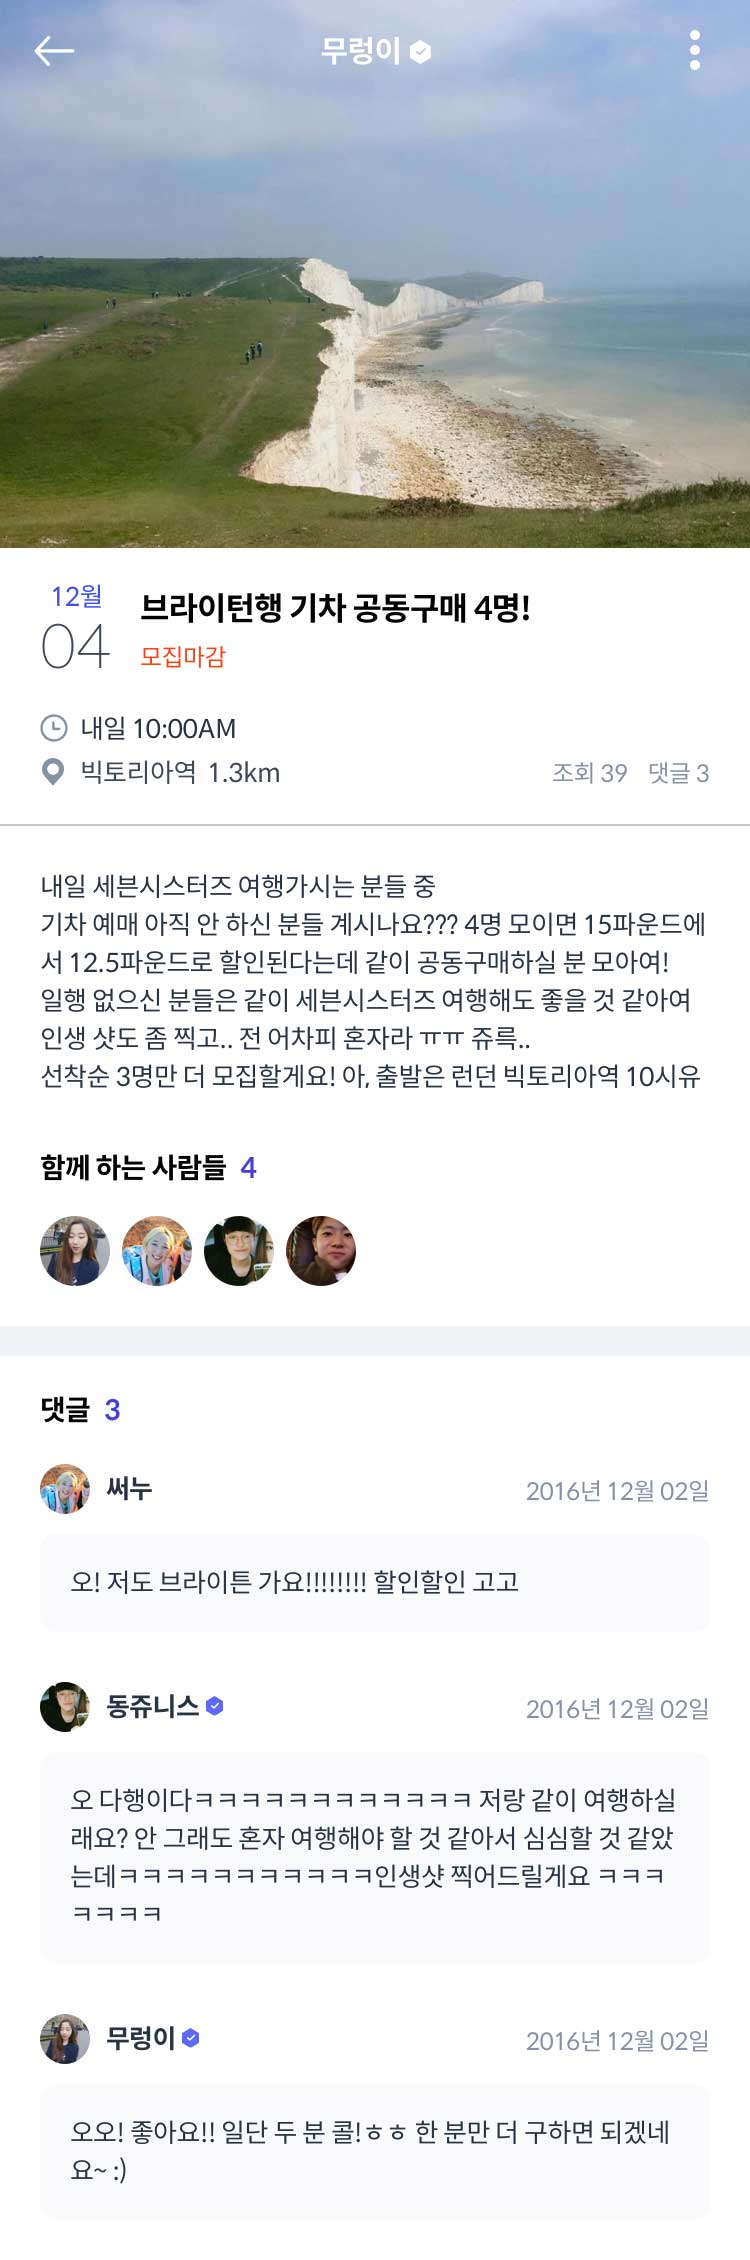 무렁이
12월
04
브라이턴행 기차 공동구매 4명!
모집마감
내일 10:00AM
빅토리아역 1.3km
조회 39 댓글 3
내일 세븐시스터즈 여행가시는 분들 중
기차 예매 아직 안 하신 분들 계시나요??? 4명 모이면 15파운드에
서 12.5파운드로 할인된다는데 같이 공동구매하실 분 모아여!
일행 없으신 분들은 같이 세븐시스터즈 여행해도 좋을 것 같아여
인생 샷도 좀 찍고.. 전 어차피 혼자라 ㅠㅠ 쥬륵..
선착순 3명만 더 모집할게요! 아, 출발은 런던 빅토리아역 10시유
함께 하는 사람들 4
댓글 3
써누
2016년 12월 02일
오! 저도 브라이튼 가요!!!!!!!!! 할인할인 고고
동쥬니스
2016년 12월 02일
오 다행이다ㅋㅋㅋㅋㅋㅋㅋㅋㅋㅋㅋㅋ 저랑 같이 여행하실
래요? 안 그래도 혼자 여행해야 할 것 같아서 심심할 것 같았
는데ㅋㅋㅋㅋㅋㅋㅋㅋㅋㅋㅋ인생샷 찍어드릴게요 ㅋㅋㅋ
ㅋㅋㅋㅋ
무렁이
2016년 12월 02일
오오! 좋아요!! 일단 두 분 콜!ㅎㅎ 한 분만 더 구하면 되겠네
요~ :)